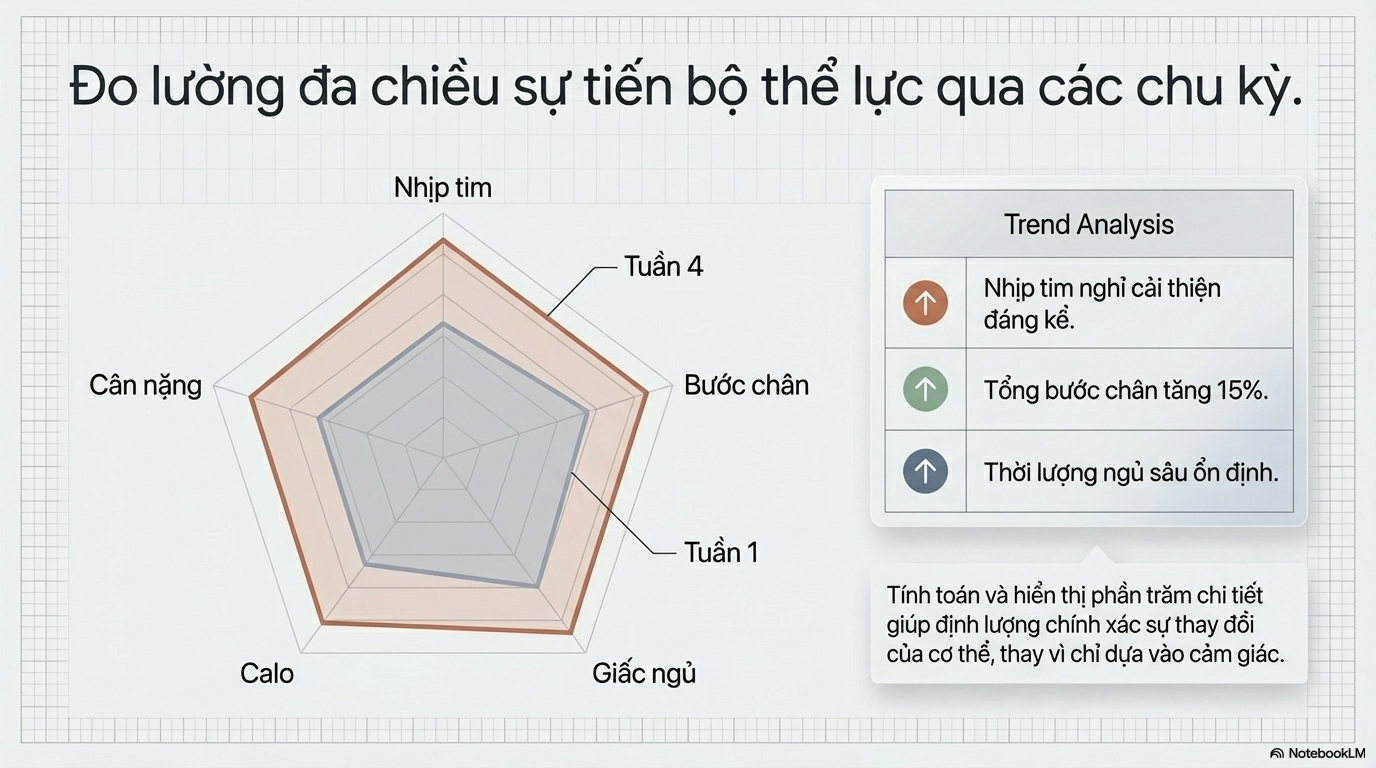 Đo lường đa chiều sự tiến bộ thể lực qua các chu kỳ.
Nhịp tim
Tuần 4
Cân nặng
Bước chân
Tuần 1
Calo
Giấc ngủ
Trend Analysis
Nhịp tim nghỉ cải thiện
đáng kể.
Tổng bước chân tăng 15%.
Thời lượng ngủ sâu ổn định.
Tính toán và hiển thị phần trăm chi tiết
giúp định lượng chính xác sự thay đổi
của cơ thể, thay vì chỉ dựa vào cảm giác.
NotebookLM